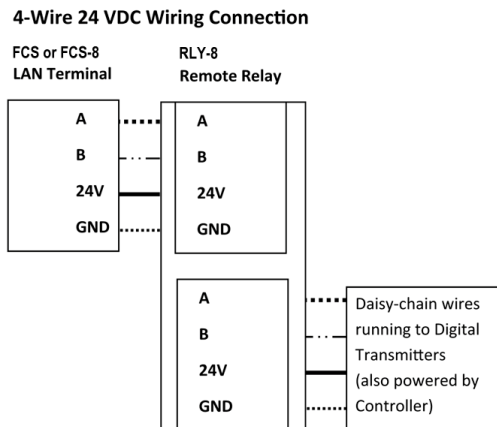 4-Wire 24 VDC Wiring Connection
FCS or FCS-8
LAN Terminal
RLY-8
Remote Relay
A
B
24V
GND
A
B
24V
GND
A
B
24V
GND
Daisy-chain wires
running to Digital
Transmitters
(also powered by
Controller)